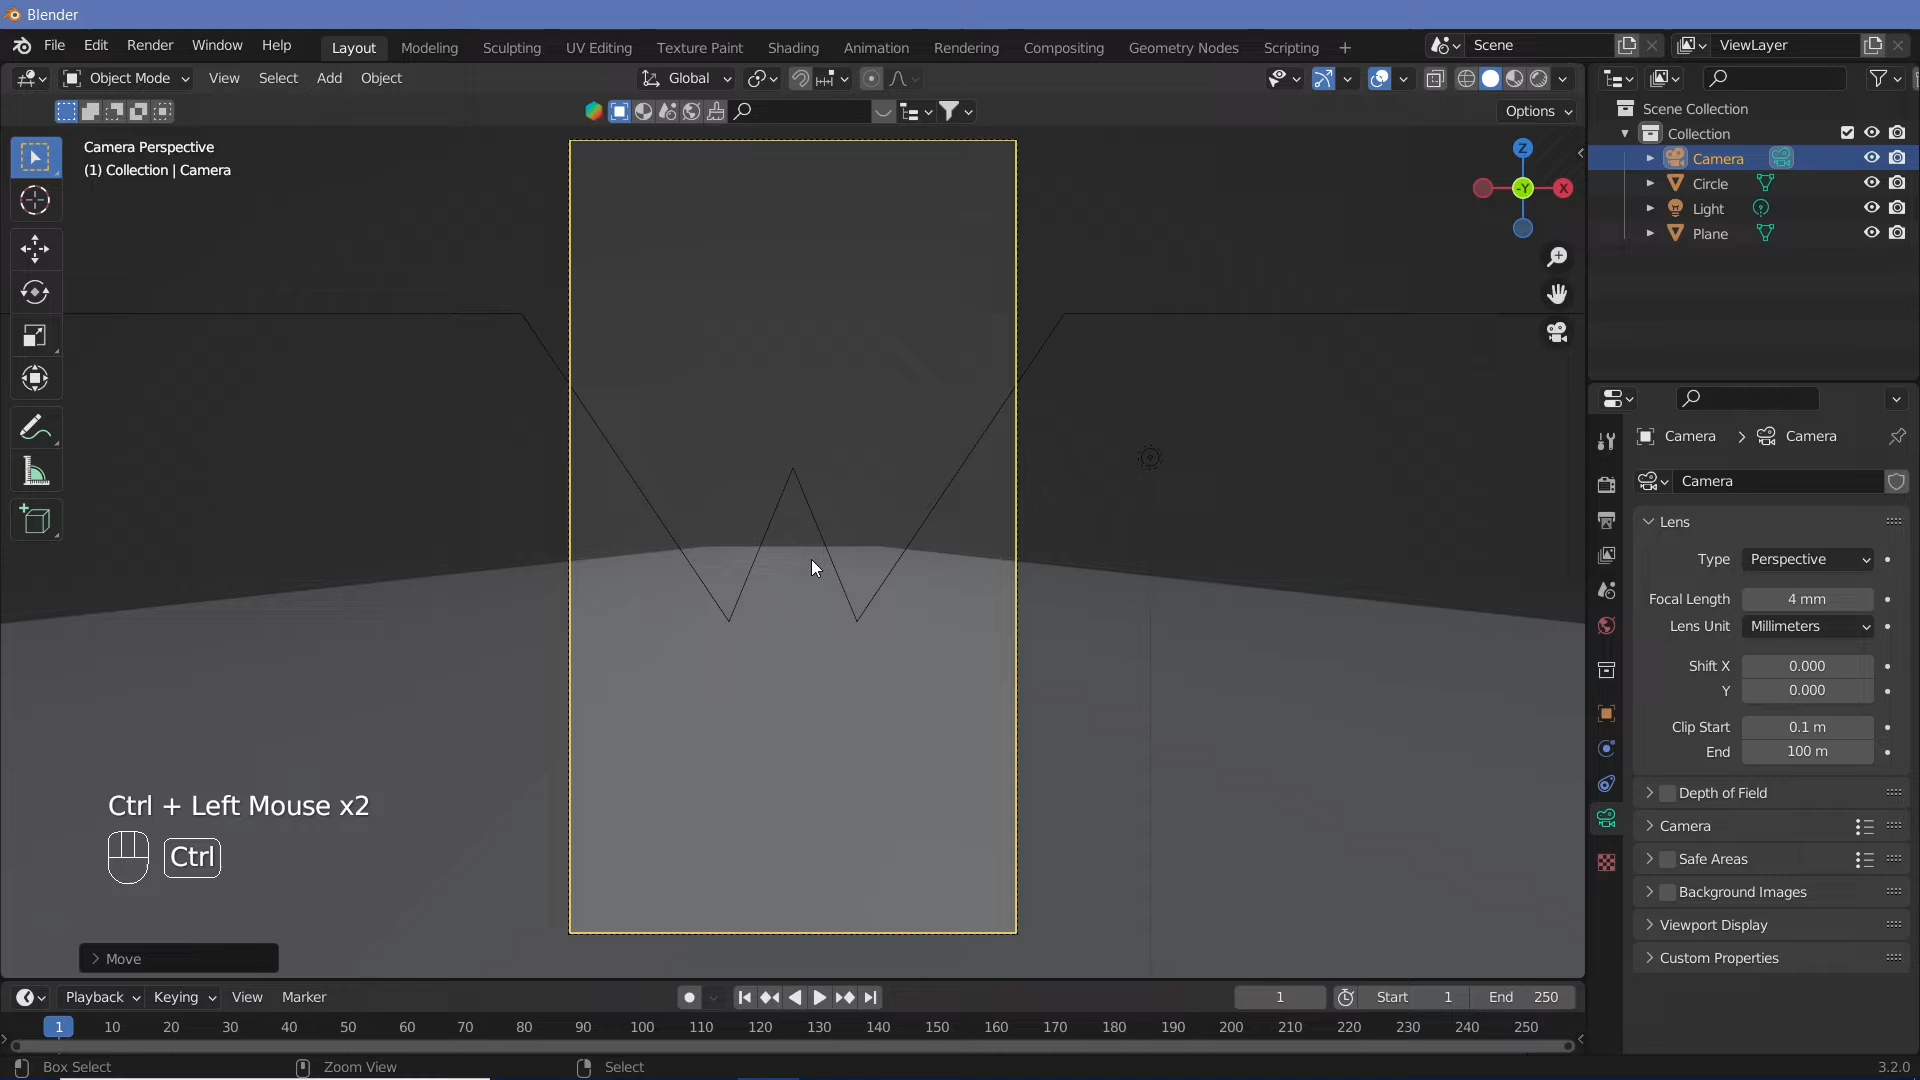 Blender
File Edit Render Window Help Layout Modeling Sculpting UV Editing Texture Paint Shading Animation Rendering Compositing Geometry Nodes Scripting + Scene ViewLayer
Object Mode View Select Add Object Global
Options
Camera Perspective
(1) Collection | Camera
Z
-Y X
Scene Collection
Collection
Camera
Circle
Light
Plane
Camera > Camera
Camera
Lens
Type Perspective
Focal Length 4 mm
Lens Unit Millimeters
Shift X 0.000
Y 0.000
Clip Start 0.1 m
End 100 m
Depth of Field
Camera
Safe Areas
Background Images
Viewport Display
Custom Properties
Ctrl + Left Mouse x2
Ctrl
Move
Playback Keying View Marker 1 Start 1 End 250
1 10 20 30 40 50 60 70 80 90 100 110 120 130 140 150 160 170 180 190 200 210 220 230 240 250
Box Select Zoom View Select 3.2.0